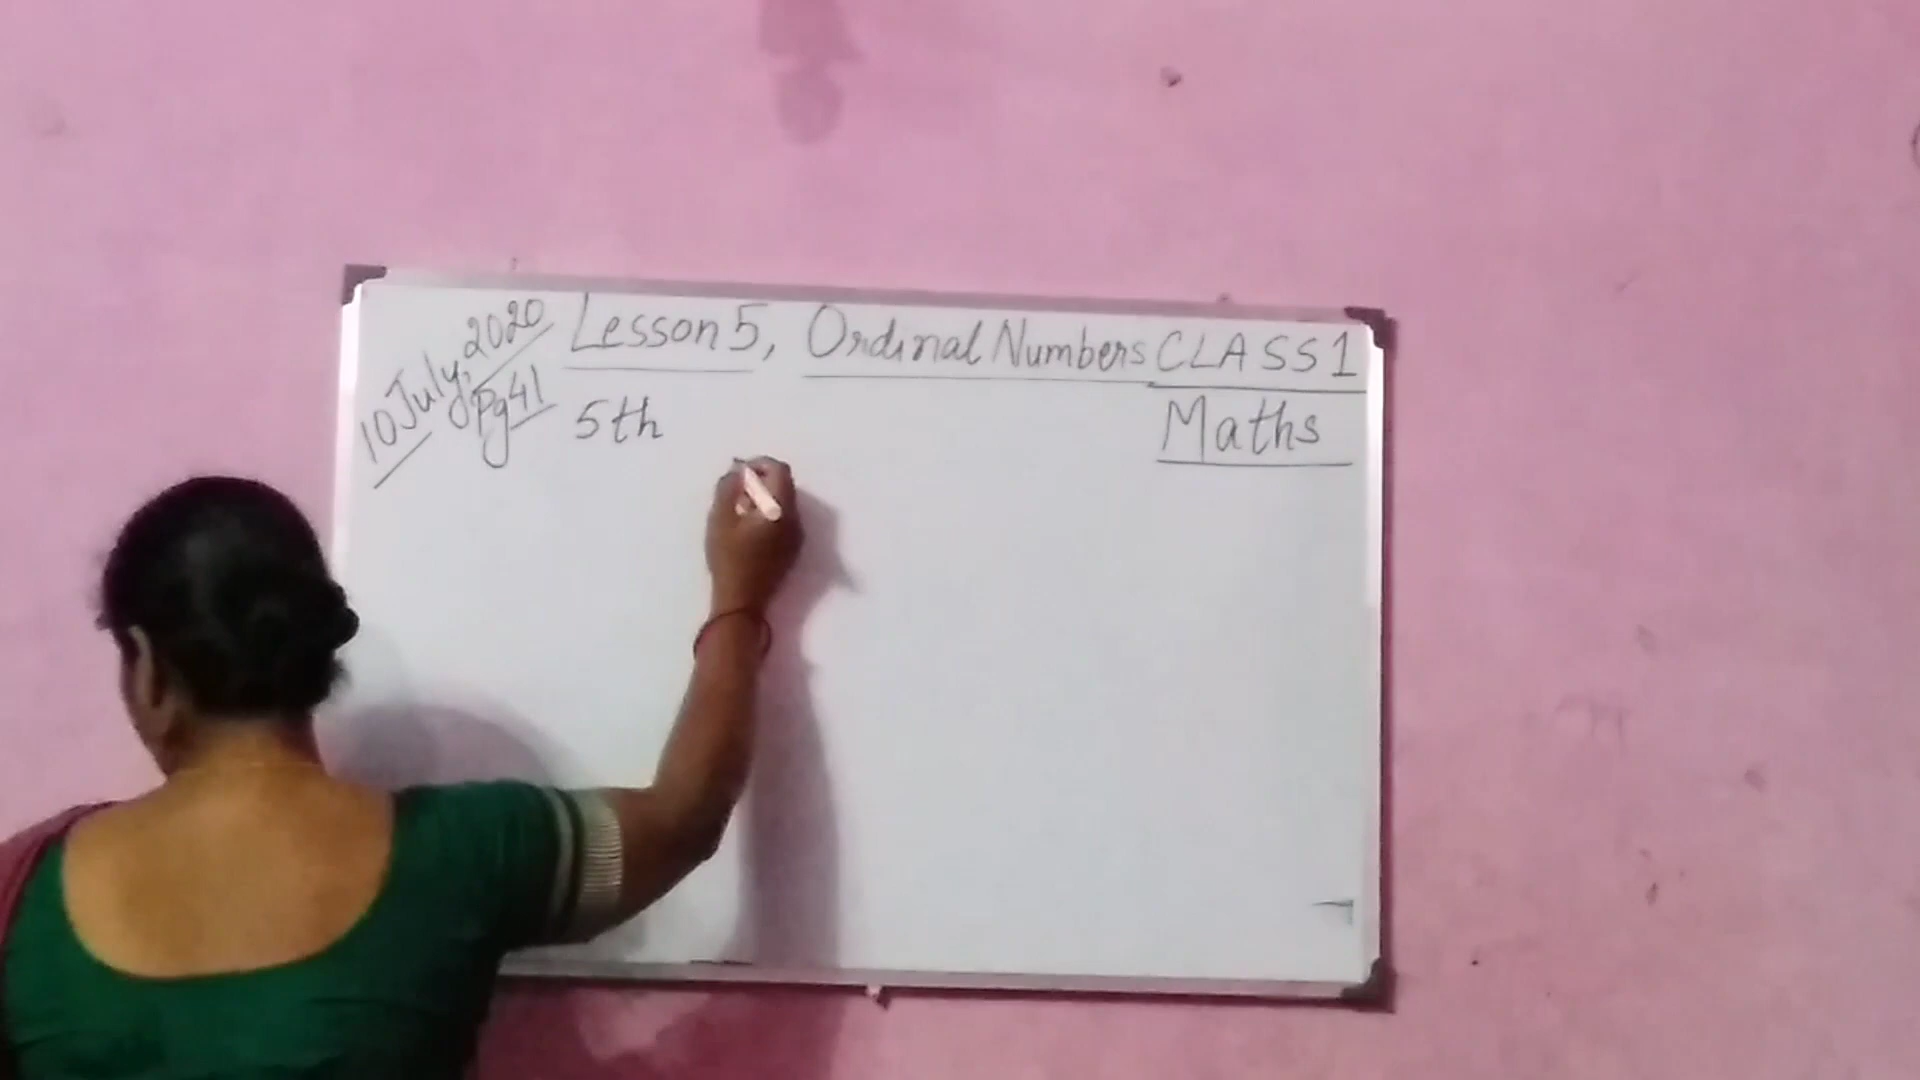 10 July, 2020
Pg 41
Lesson 5, Ordinal Numbers CLASS 1
Maths
5th